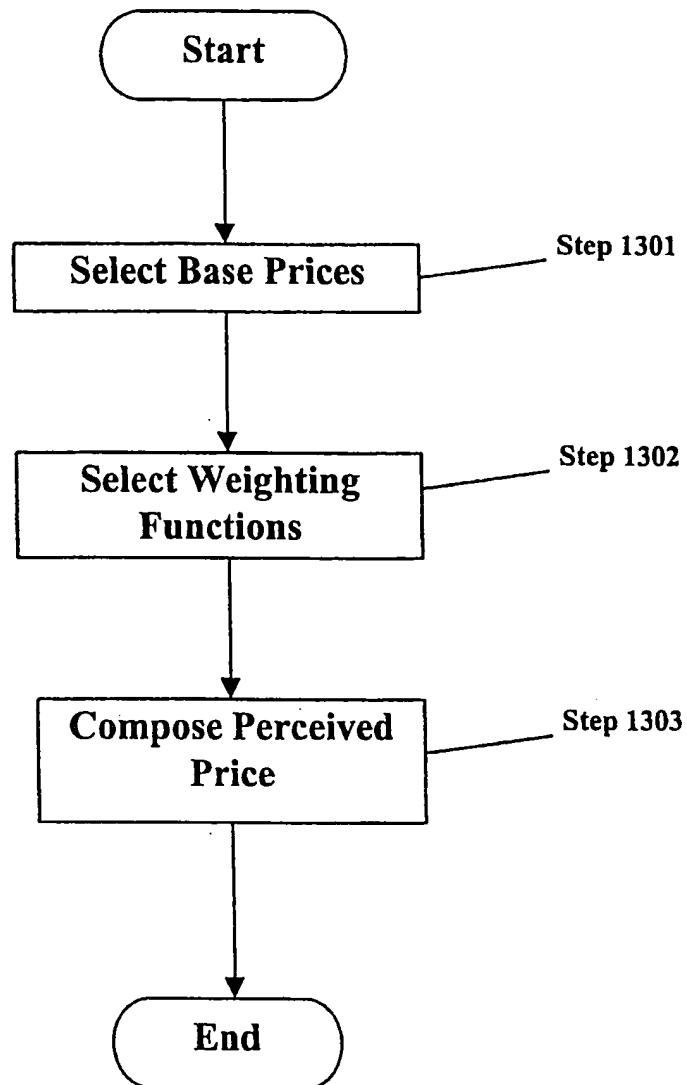 Start
Select Base Prices
Step 1301
Select Weighting
Functions
Step 1302
Compose Perceived
Price
Step 1303
End